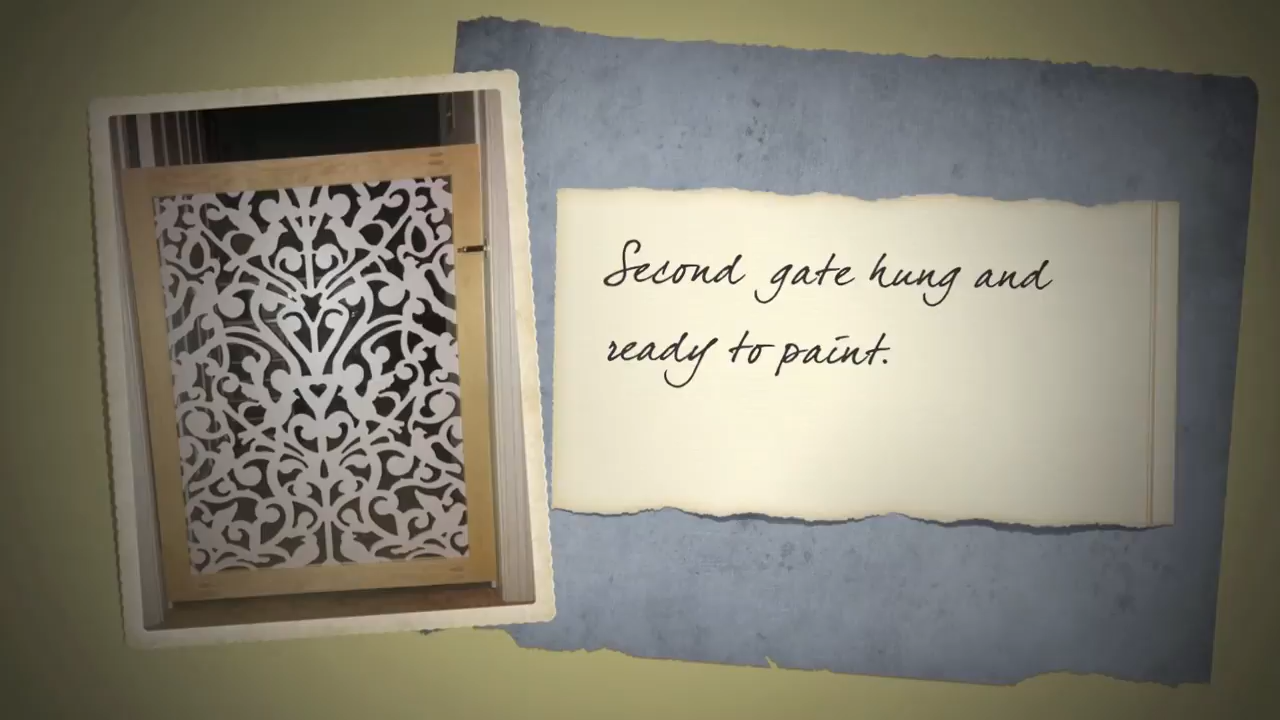 Second gate hung and
ready to paint.